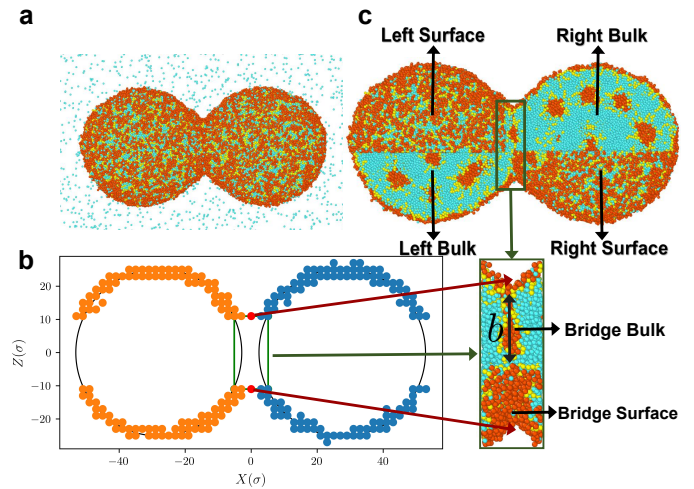 a
c
Left Surface
Right Bulk
Left Bulk
Right Surface
b
20
10
0
−10
−20
Z(σ)
−40
−20
0
20
40
X(σ)
b
Bridge Bulk
Bridge Surface